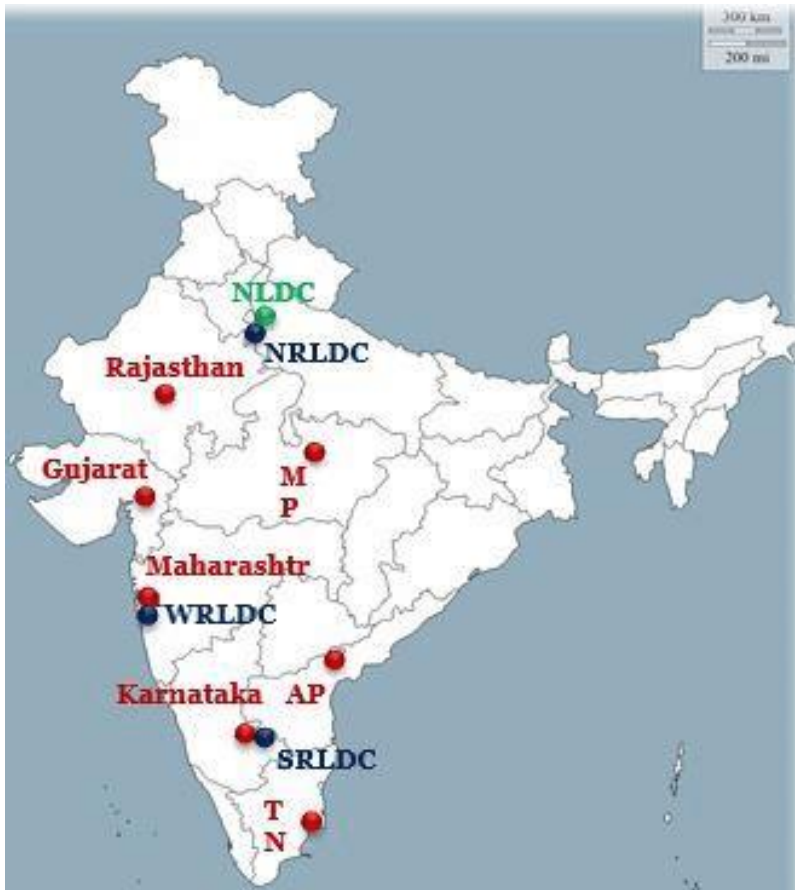 300 km
200 mi
NLDC
NRLDC
Rajasthan
Gujarat
M
P
Maharashtr
WRLDC
Karnataka
AP
SRLDC
T
N